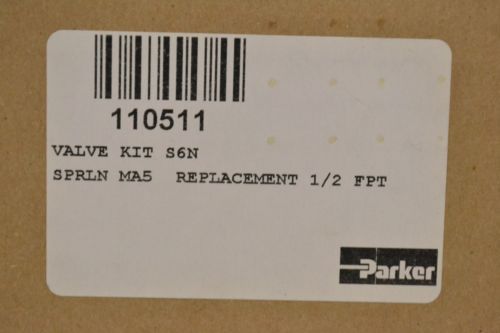 110511
VALVE KIT S6N
SPRLN MA5 REPLACEMENT 1/2 FPT
Parker